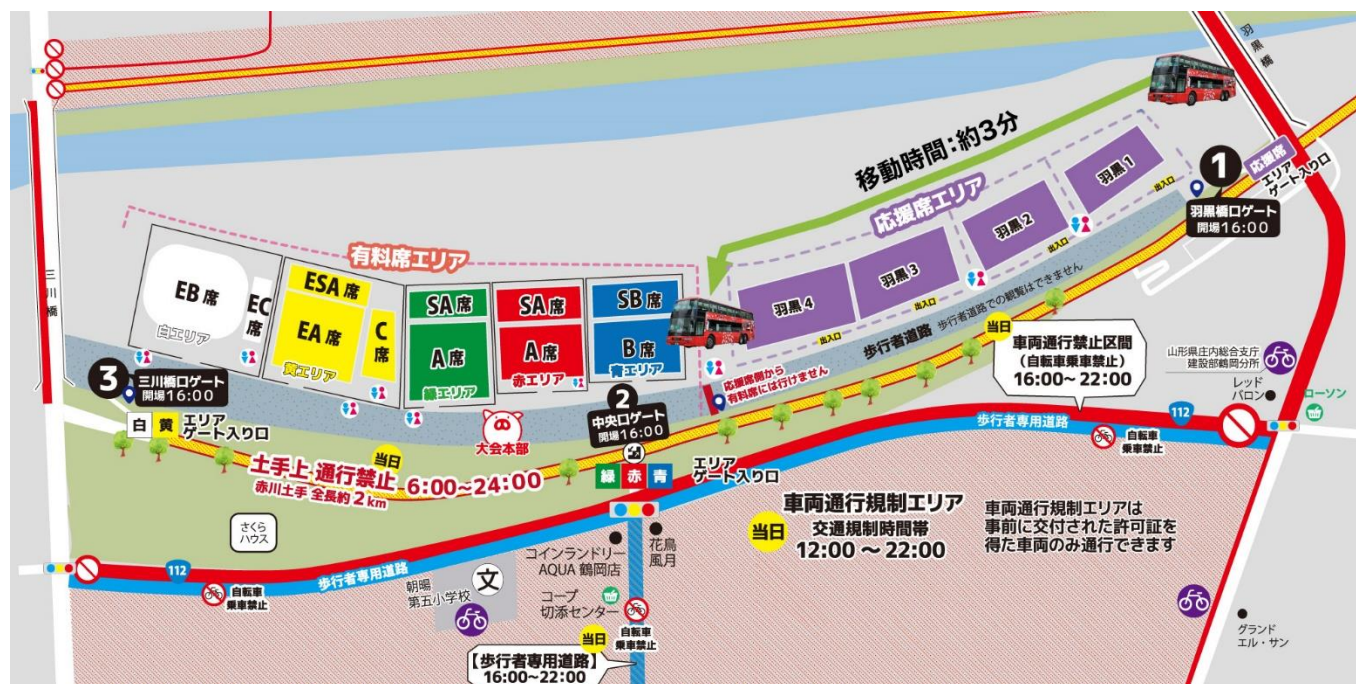 羽黒橋
移動時間：約3分
応援席エリア
羽黒1
出入口
羽黒2
出入口
羽黒3
出入口
羽黒4
出入口
1
羽黒橋口ゲート
開場16:00
応援席
エリア
ゲート入り口
三川橋
有料席エリア
EB席
EC席
白エリア
ESA席
EA席
C席
黄エリア
SA席
A席
緑エリア
SA席
A席
赤エリア
SB席
B席
青エリア
3
三川橋口ゲート
開場16:00
白 黄
エリア
ゲート入り口
大会本部
2
中央口ゲート
開場16:00
緑 赤 青
エリア
ゲート入り口
応援席側から
有料席には行けません
歩行者道路 歩行者道路での観覧はできません
当日
車両通行禁止区間
（自転車乗車禁止）
16:00～22:00
山形県庄内総合支庁
建設部鶴岡分所
レッド
バロン
ローソン
112
歩行者専用道路
自転車
乗車禁止
当日
土手上 通行禁止 6:00~24:00
赤川土手 全長約2km
さくら
ハウス
112
自転車
乗車禁止
歩行者専用道路
コインランドリー
AQUA 鶴岡店
花鳥
風月
朝暘
第五小学校
文
コープ
切添センター
当日
自転車
乗車禁止
【歩行者専用道路】
16:00～22:00
当日
車両通行規制エリア
交通規制時間帯
12:00 ～ 22:00
車両通行規制エリアは
事前に交付された許可証を
得た車両のみ通行できます
グランド
エル・サン